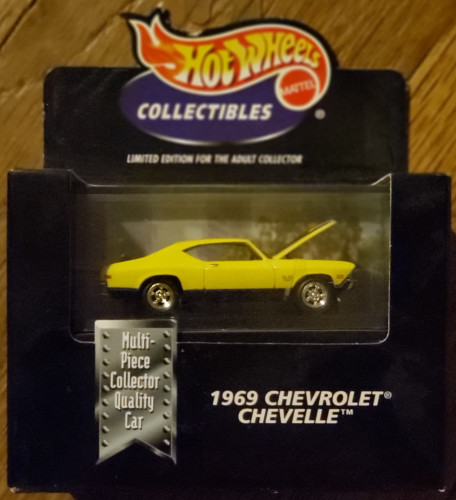 HOT WHEELS
MATTEL
COLLECTIBLES
®
LIMITED EDITION FOR THE ADULT COLLECTOR
Multi-
Piece
Collector
Quality
Car
1969 CHEVROLET®
CHEVELLE™